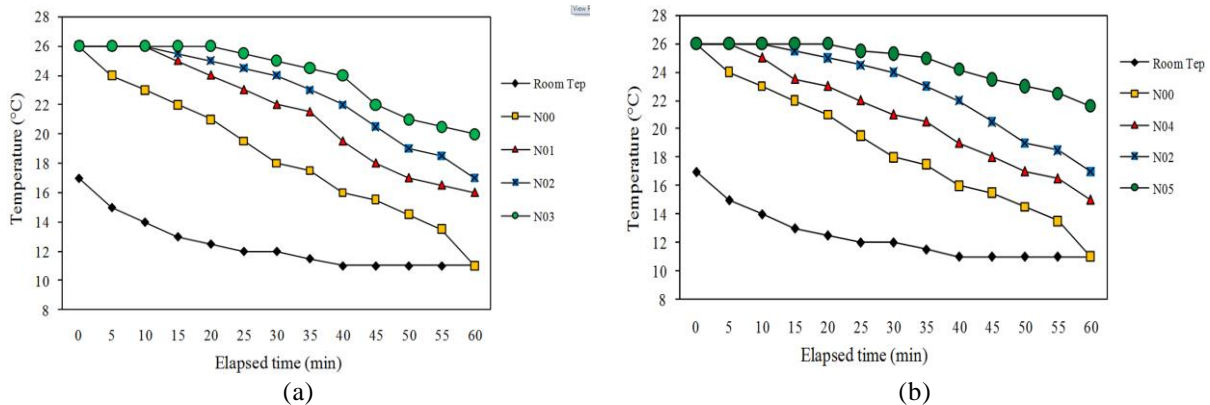 View F
28
26
24
22
20
18
16
14
12
10
8
Temperature (°C)
0 5 10 15 20 25 30 35 40 45 50 55 60
Elapsed time (min)
Room Tep
N00
N01
N02
N03
(a)
28
26
24
22
20
18
16
14
12
10
8
Temperature (°C)
0 5 10 15 20 25 30 35 40 45 50 55 60
Elapsed time (min)
Room Tep
N00
N04
N02
N05
(b)